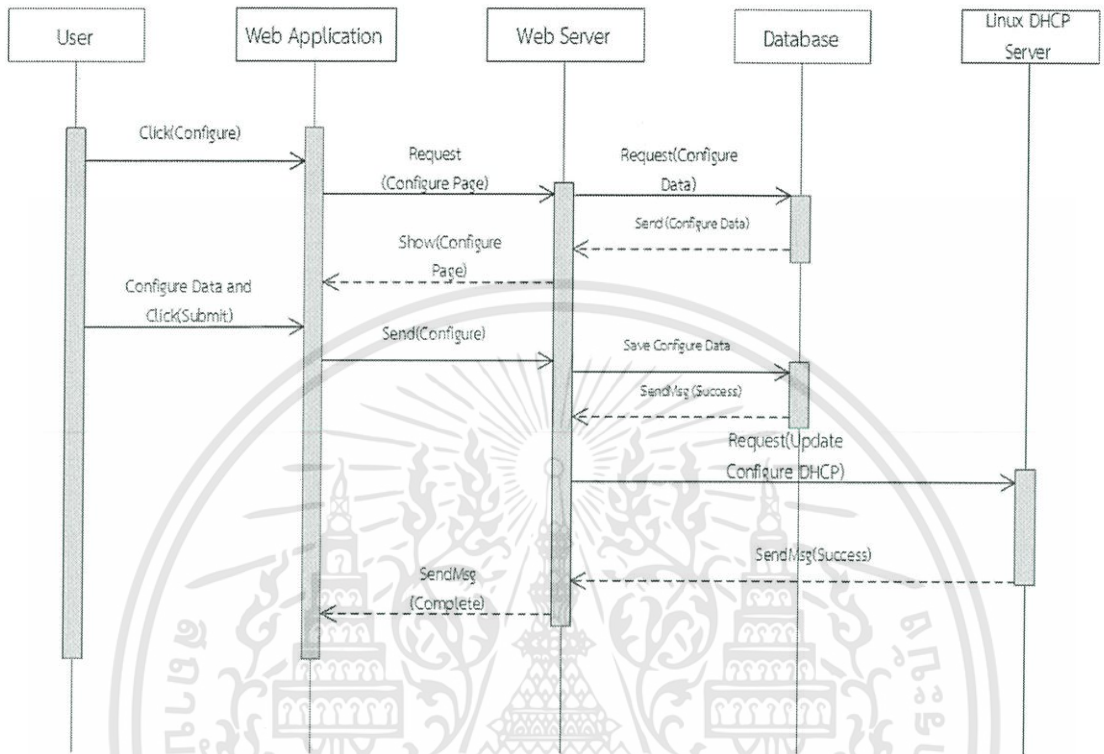 User
Web Application
Web Server
Database
Linux DHCP
Server
Click(Configure)
Request
(Configure Page)
Request(Configure
Data)
Send (Configure Data)
Show(Configure
Page)
Configure Data and
Click(Submit)
Send(Configure)
Save Configure Data
SendMsg (Success)
Request(Update
Configure DHCP)
SendMsg(Success)
SendMsg
(Complete)